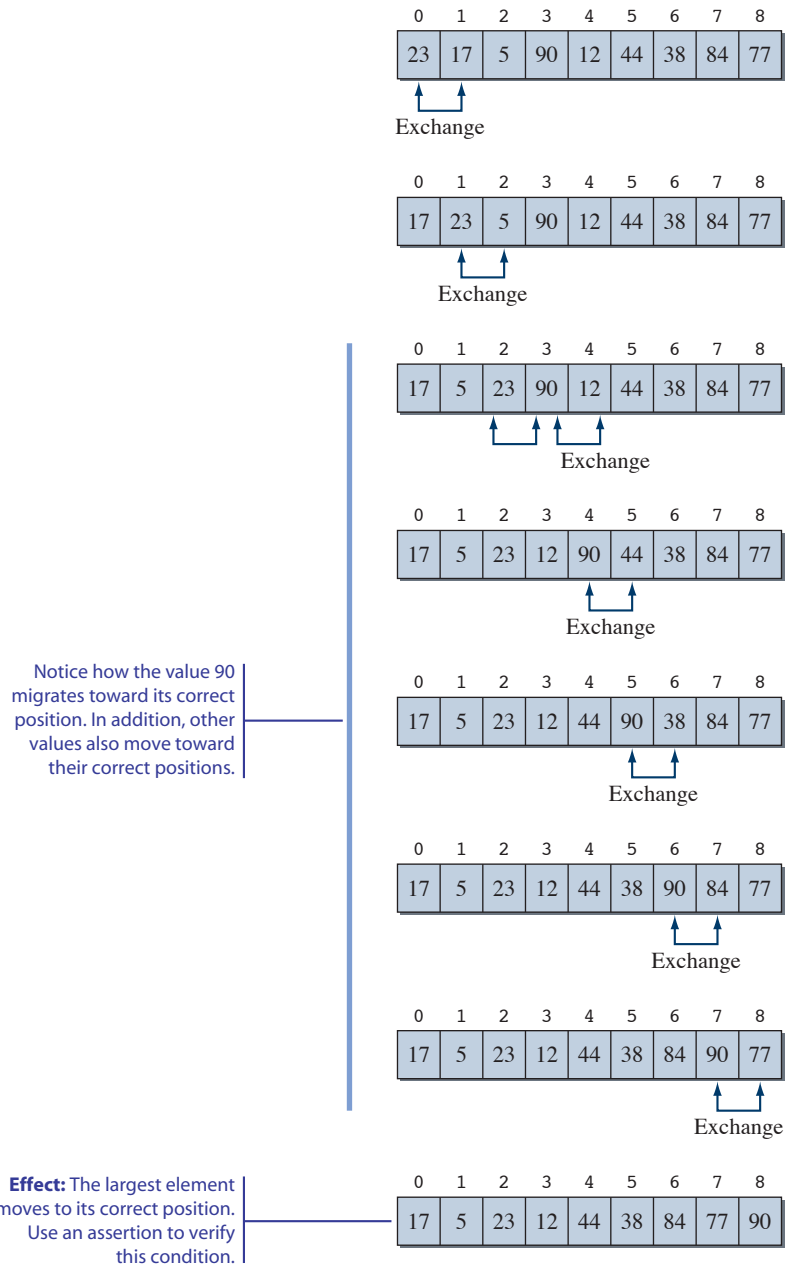 0 1 2 3 4 5 6 7 8
23 17 5 90 12 44 38 84 77
Exchange
0 1 2 3 4 5 6 7 8
17 23 5 90 12 44 38 84 77
Exchange
0 1 2 3 4 5 6 7 8
17 5 23 90 12 44 38 84 77
Exchange
0 1 2 3 4 5 6 7 8
17 5 23 12 90 44 38 84 77
Exchange
Notice how the value 90
migrates toward its correct
position. In addition, other
values also move toward
their correct positions.
0 1 2 3 4 5 6 7 8
17 5 23 12 44 90 38 84 77
Exchange
0 1 2 3 4 5 6 7 8
17 5 23 12 44 38 90 84 77
Exchange
0 1 2 3 4 5 6 7 8
17 5 23 12 44 38 84 90 77
Exchange
Effect: The largest element
moves to its correct position.
Use an assertion to verify
this condition.
0 1 2 3 4 5 6 7 8
17 5 23 12 44 38 84 77 90